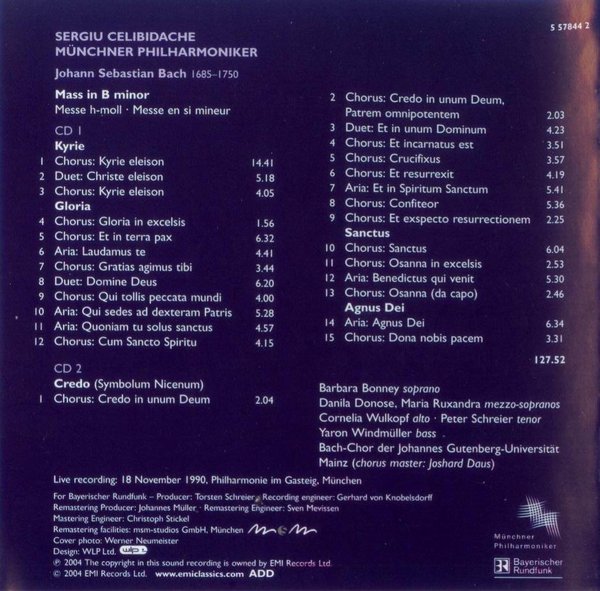 5 57844 2
SERGIU CELIBIDACHE
MÜNCHNER PHILHARMONIKER
Johann Sebastian Bach 1685–1750
Mass in B minor
Messe h-moll · Messe en si mineur
CD 1
Kyrie
1 Chorus: Kyrie eleison 14.41
2 Duet: Christe eleison 5.18
3 Chorus: Kyrie eleison 4.05
Gloria
4 Chorus: Gloria in excelsis 1.56
5 Chorus: Et in terra pax 6.32
6 Aria: Laudamus te 4.41
7 Chorus: Gratias agimus tibi 3.44
8 Duet: Domine Deus 6.20
9 Chorus: Qui tollis peccata mundi 4.00
10 Aria: Qui sedes ad dexteram Patris 5.28
11 Aria: Quoniam tu solus sanctus 4.57
12 Chorus: Cum Sancto Spiritu 4.15
CD 2
Credo (Symbolum Nicenum)
1 Chorus: Credo in unum Deum 2.04
2 Chorus: Credo in unum Deum,
Patrem omnipotentem 2.03
3 Duet: Et in unum Dominum 4.23
4 Chorus: Et incarnatus est 3.51
5 Chorus: Crucifixus 3.57
6 Chorus: Et resurrexit 4.19
7 Aria: Et in Spiritum Sanctum 5.41
8 Chorus: Confiteor 5.36
9 Chorus: Et exspecto resurrectionem 2.25
Sanctus
10 Chorus: Sanctus 6.04
11 Chorus: Osanna in excelsis 2.53
12 Aria: Benedictus qui venit 5.30
13 Chorus: Osanna (da capo) 2.46
Agnus Dei
14 Aria: Agnus Dei 6.34
15 Chorus: Dona nobis pacem 3.31
127.52
Barbara Bonney soprano
Danila Donose, Maria Ruxandra mezzo-sopranos
Cornelia Wulkopf alto · Peter Schreier tenor
Yaron Windmüller bass
Bach-Chor der Johannes Gutenberg-Universität
Mainz (chorus master: Joshard Daus)
Live recording: 18 November 1990, Philharmonie im Gasteig, München
For Bayerischer Rundfunk – Producer: Torsten Schreier · Recording engineer: Gerhard von Knobelsdorff
Remastering Producer: Johannes Müller · Remastering Engineer: Sven Mevissen
Mastering Engineer: Christoph Stickel
Remastering facilities: msm-studios GmbH, München msm
Cover photo: Werner Neumeister
Design: WLP Ltd. wlp
℗ 2004 The copyright in this sound recording is owned by EMI Records Ltd.
© 2004 EMI Records Ltd. www.emiclassics.com ADD
Münchner
Philharmoniker
BR Bayerischer
Rundfunk